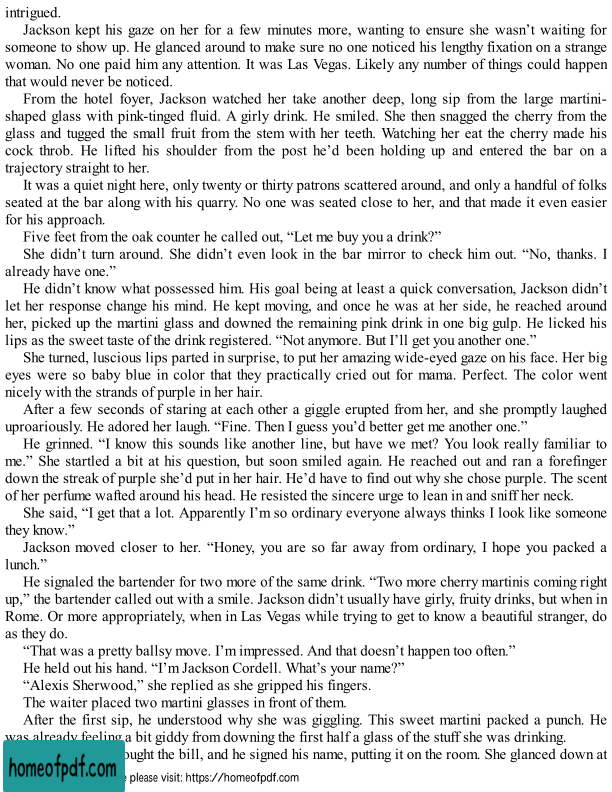 intrigued.
Jackson kept his gaze on her for a few minutes more, wanting to ensure she wasn’t waiting for
someone to show up. He glanced around to make sure no one noticed his lengthy fixation on a strange
woman. No one paid him any attention. It was Las Vegas. Likely any number of things could happen
that would never be noticed.
From the hotel foyer, Jackson watched her take another deep, long sip from the large martini-
shaped glass with pink-tinged fluid. A girly drink. He smiled. She then snagged the cherry from the
glass and tugged the small fruit from the stem with her teeth. Watching her eat the cherry made his
cock throb. He lifted his shoulder from the post he’d been holding up and entered the bar on a
trajectory straight to her.
It was a quiet night here, only twenty or thirty patrons scattered around, and only a handful of folks
seated at the bar along with his quarry. No one was seated close to her, and that made it even easier
for his approach.
Five feet from the oak counter he called out, “Let me buy you a drink?”
She didn’t turn around. She didn’t even look in the bar mirror to check him out. “No, thanks. I
already have one.”
He didn’t know what possessed him. His goal being at least a quick conversation, Jackson didn’t
let her response change his mind. He kept moving, and once he was at her side, he reached around
her, picked up the martini glass and downed the remaining pink drink in one big gulp. He licked his
lips as the sweet taste of the drink registered. “Not anymore. But I’ll get you another one.”
She turned, luscious lips parted in surprise, to put her amazing wide-eyed gaze on his face. Her big
eyes were so baby blue in color that they practically cried out for mama. Perfect. The color went
nicely with the strands of purple in her hair.
After a few seconds of staring at each other a giggle erupted from her, and she promptly laughed
uproariously. He adored her laugh. “Fine. Then I guess you’d better get me another one.”
He grinned. “I know this sounds like another line, but have we met? You look really familiar to
me.” She startled a bit at his question, but soon smiled again. He reached out and ran a forefinger
down the streak of purple she’d put in her hair. He’d have to find out why she chose purple. The scent
of her perfume wafted around his head. He resisted the sincere urge to lean in and sniff her neck.
She said, “I get that a lot. Apparently I’m so ordinary everyone always thinks I look like someone
they know.”
Jackson moved closer to her. “Honey, you are so far away from ordinary, I hope you packed a
lunch.”
He signaled the bartender for two more of the same drink. “Two more cherry martinis coming right
up,” the bartender called out with a smile. Jackson didn’t usually have girly, fruity drinks, but when in
Rome. Or more appropriately, when in Las Vegas while trying to get to know a beautiful stranger, do
as they do.
“That was a pretty ballsy move. I’m impressed. And that doesn’t happen too often.”
He held out his hand. “I’m Jackson Cordell. What’s your name?”
“Alexis Sherwood,” she replied as she gripped his fingers.
The waiter placed two martini glasses in front of them.
After the first sip, he understood why she was giggling. This sweet martini packed a punch. He
was already feeling a bit giddy from downing the first half a glass of the stuff she was drinking.
ought the bill, and he signed his name, putting it on the room. She glanced down at
homeofpdf.com
please visit: https://homeofpdf.com